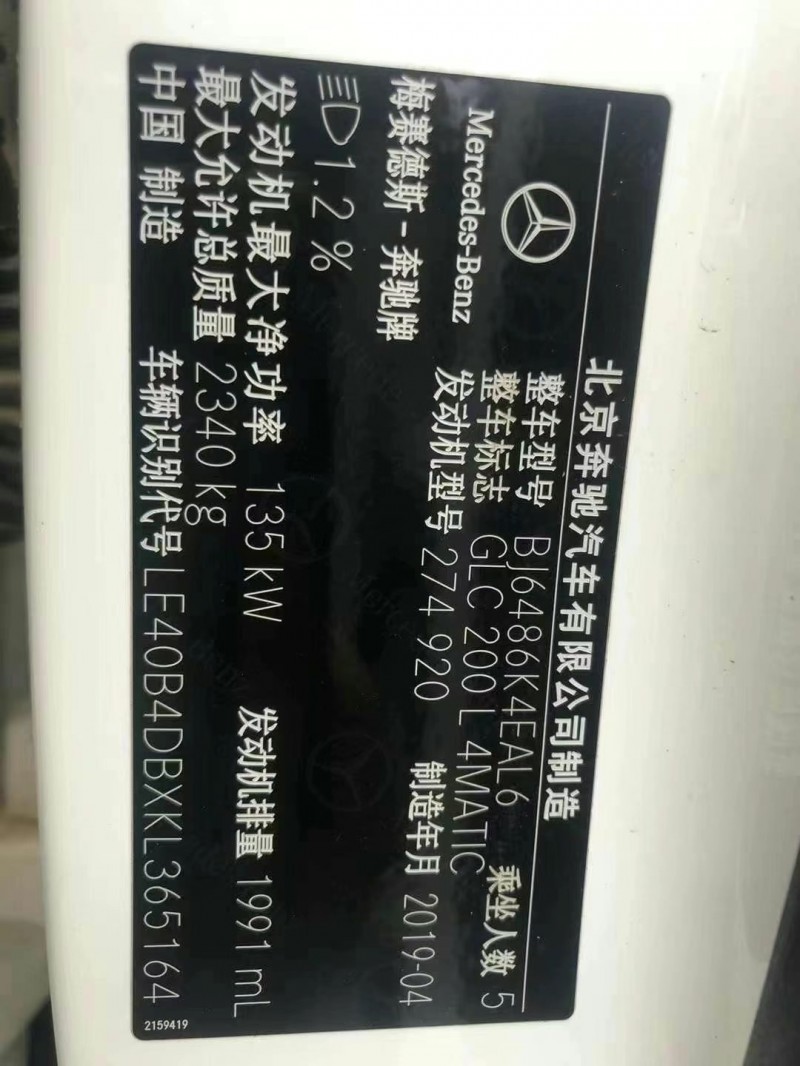 北京奔驰汽车有限公司制造
Mercedes-Benz
梅赛德斯-奔驰牌
整车型号 BJ6486K4EAL6 乘坐人数 5
整车标志 GLC 200 L 4MATIC
发动机型号 274 920 制造年月 2019-04
1.2%
发动机最大净功率 135 kW 发动机排量 1991 mL
最大允许总质量 2340 kg
中国 制造 车辆识别代号 LE40B4DBXKL365164
2159419